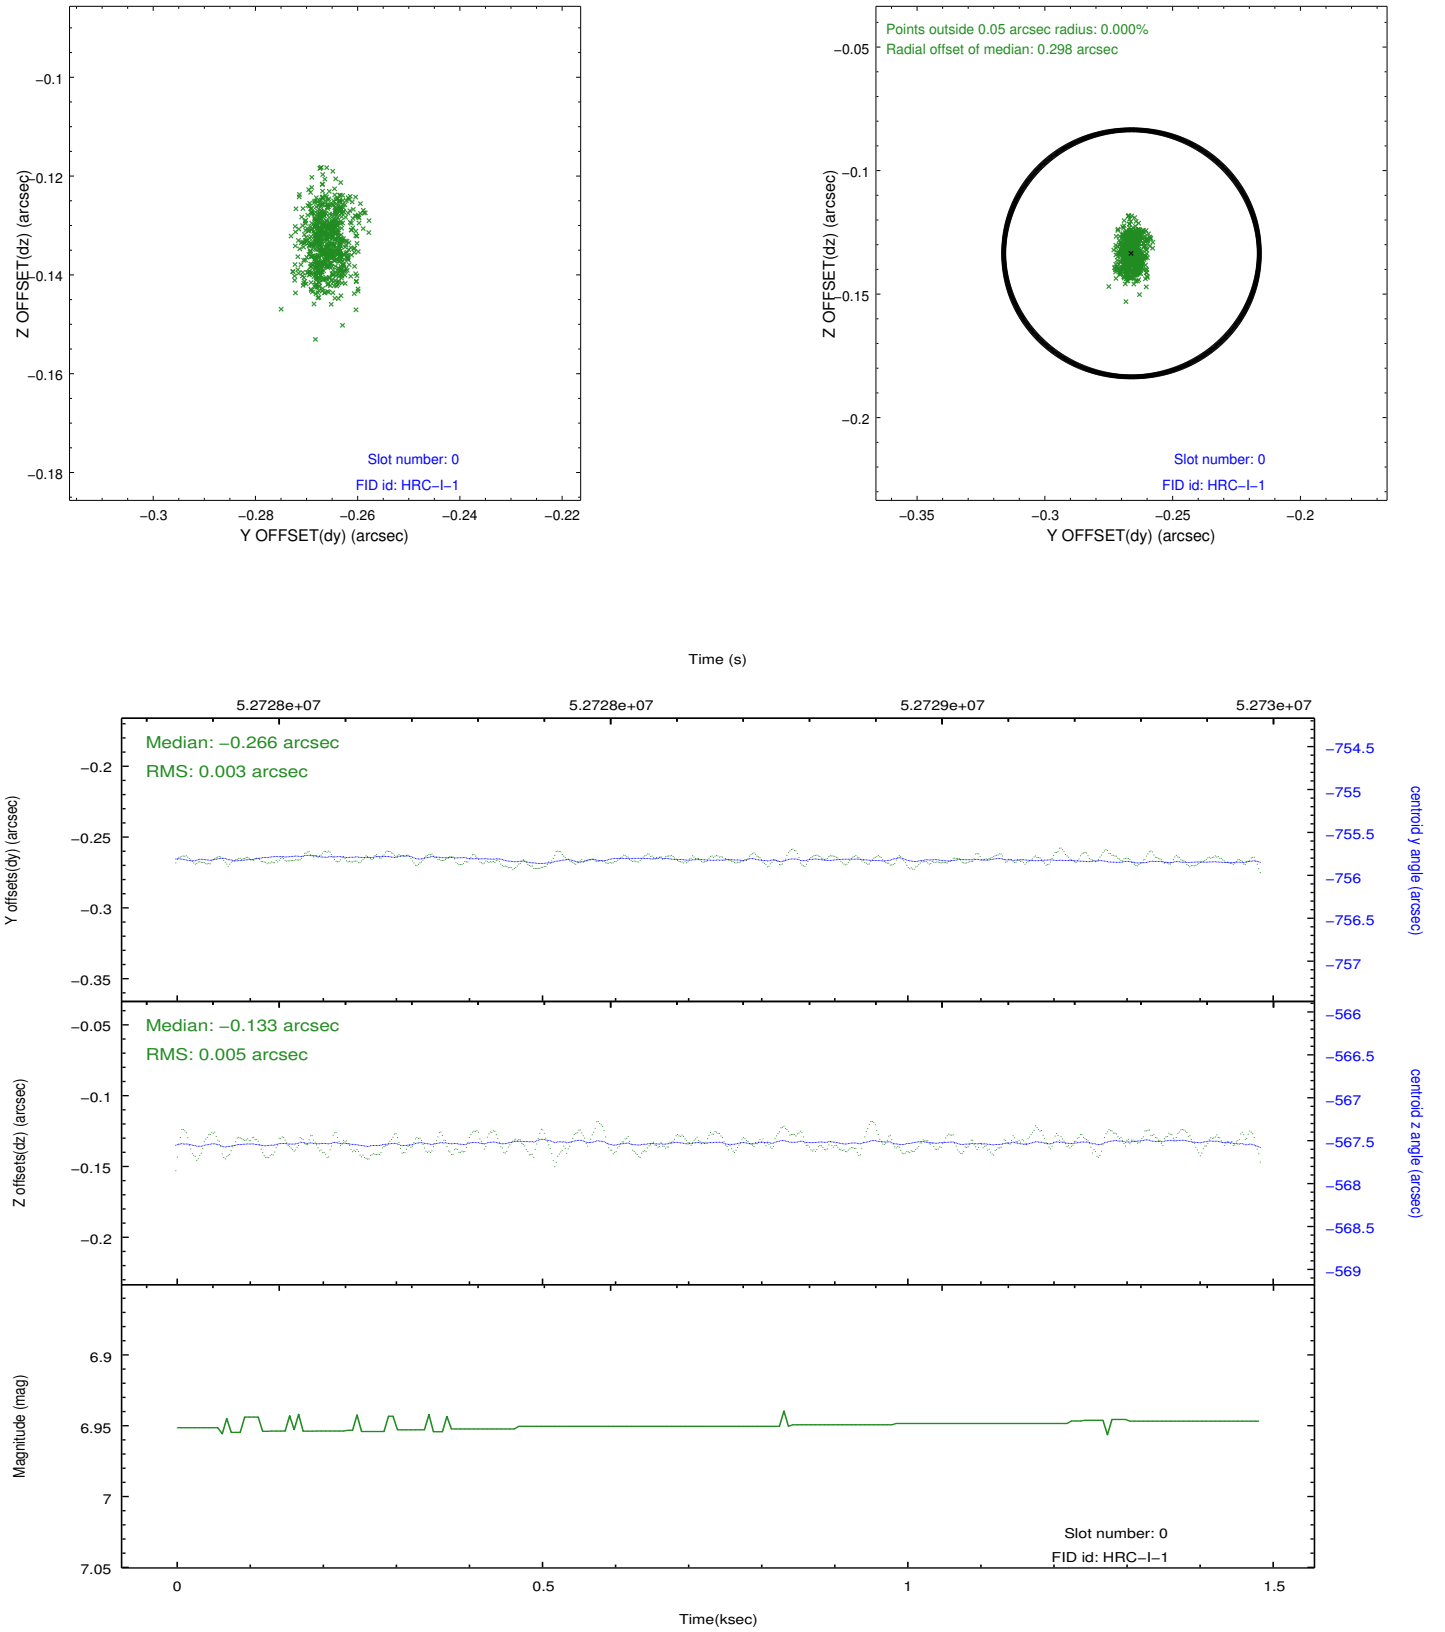 −0.1
−0.12
−0.14
−0.16
−0.18
Z OFFSET(dz) (arcsec)
Slot number: 0
FID id: HRC−I−1
−0.3
−0.28
−0.26
−0.24
−0.22
Y OFFSET(dy) (arcsec)
Points outside 0.05 arcsec radius: 0.000%
Radial offset of median: 0.298 arcsec
−0.05
−0.1
−0.15
−0.2
Z OFFSET(dz) (arcsec)
Slot number: 0
FID id: HRC−I−1
−0.35
−0.3
−0.25
−0.2
Y OFFSET(dy) (arcsec)
Time (s)
5.2728e+07
5.2728e+07
5.2729e+07
5.273e+07
Median: −0.266 arcsec
RMS: 0.003 arcsec
−0.2
−0.25
−0.3
−0.35
Y offsets(dy) (arcsec)
−754.5
−755
−755.5
−756
−756.5
−757
centroid y angle (arcsec)
Median: −0.133 arcsec
RMS: 0.005 arcsec
−0.05
−0.1
−0.15
−0.2
Z offsets(dz) (arcsec)
−566
−566.5
−567
−567.5
−568
−568.5
−569
centroid z angle (arcsec)
6.9
6.95
7
7.05
Magnitude (mag)
Slot number: 0
FID id: HRC−I−1
0
0.5
1
1.5
Time(ksec)